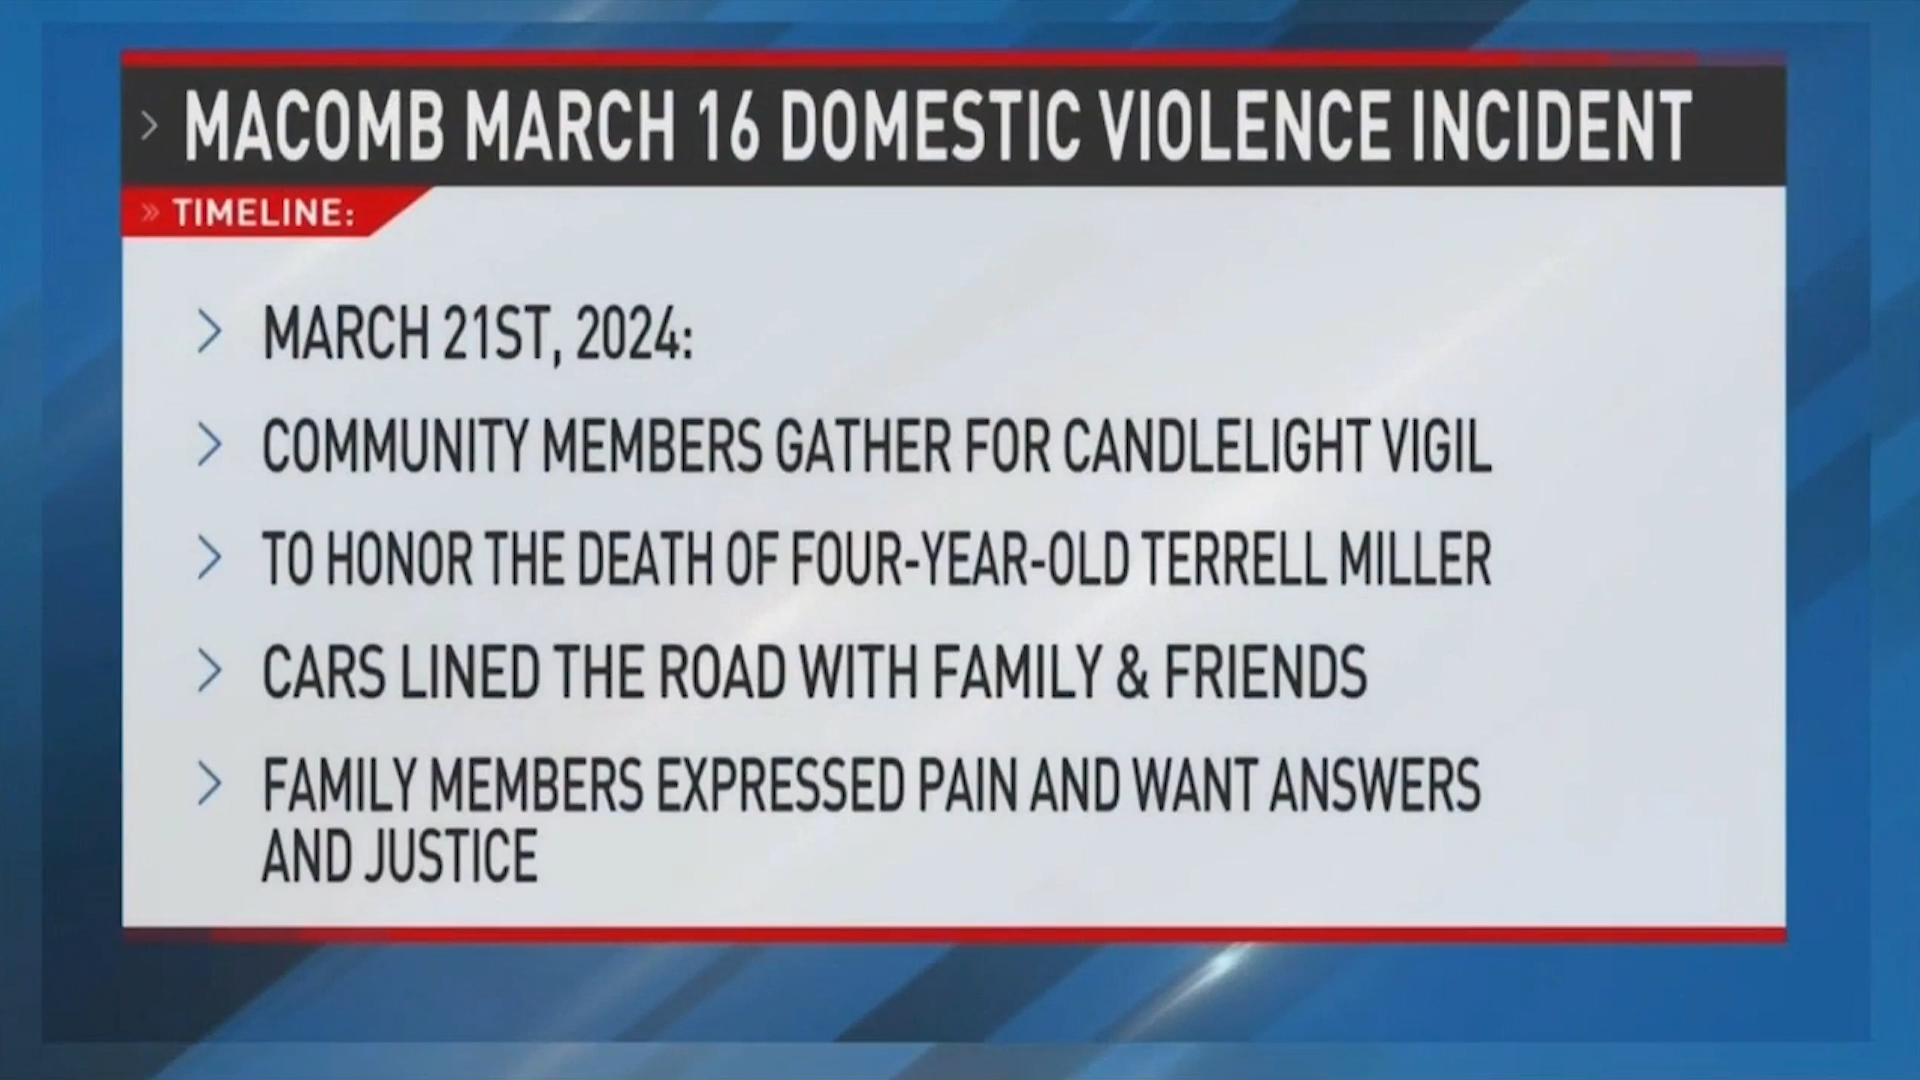 MACOMB MARCH 16 DOMESTIC VIOLENCE INCIDENT
TIMELINE:
MARCH 21ST, 2024:
COMMUNITY MEMBERS GATHER FOR CANDLELIGHT VIGIL
TO HONOR THE DEATH OF FOUR-YEAR-OLD TERRELL MILLER
CARS LINED THE ROAD WITH FAMILY & FRIENDS
FAMILY MEMBERS EXPRESSED PAIN AND WANT ANSWERS
AND JUSTICE